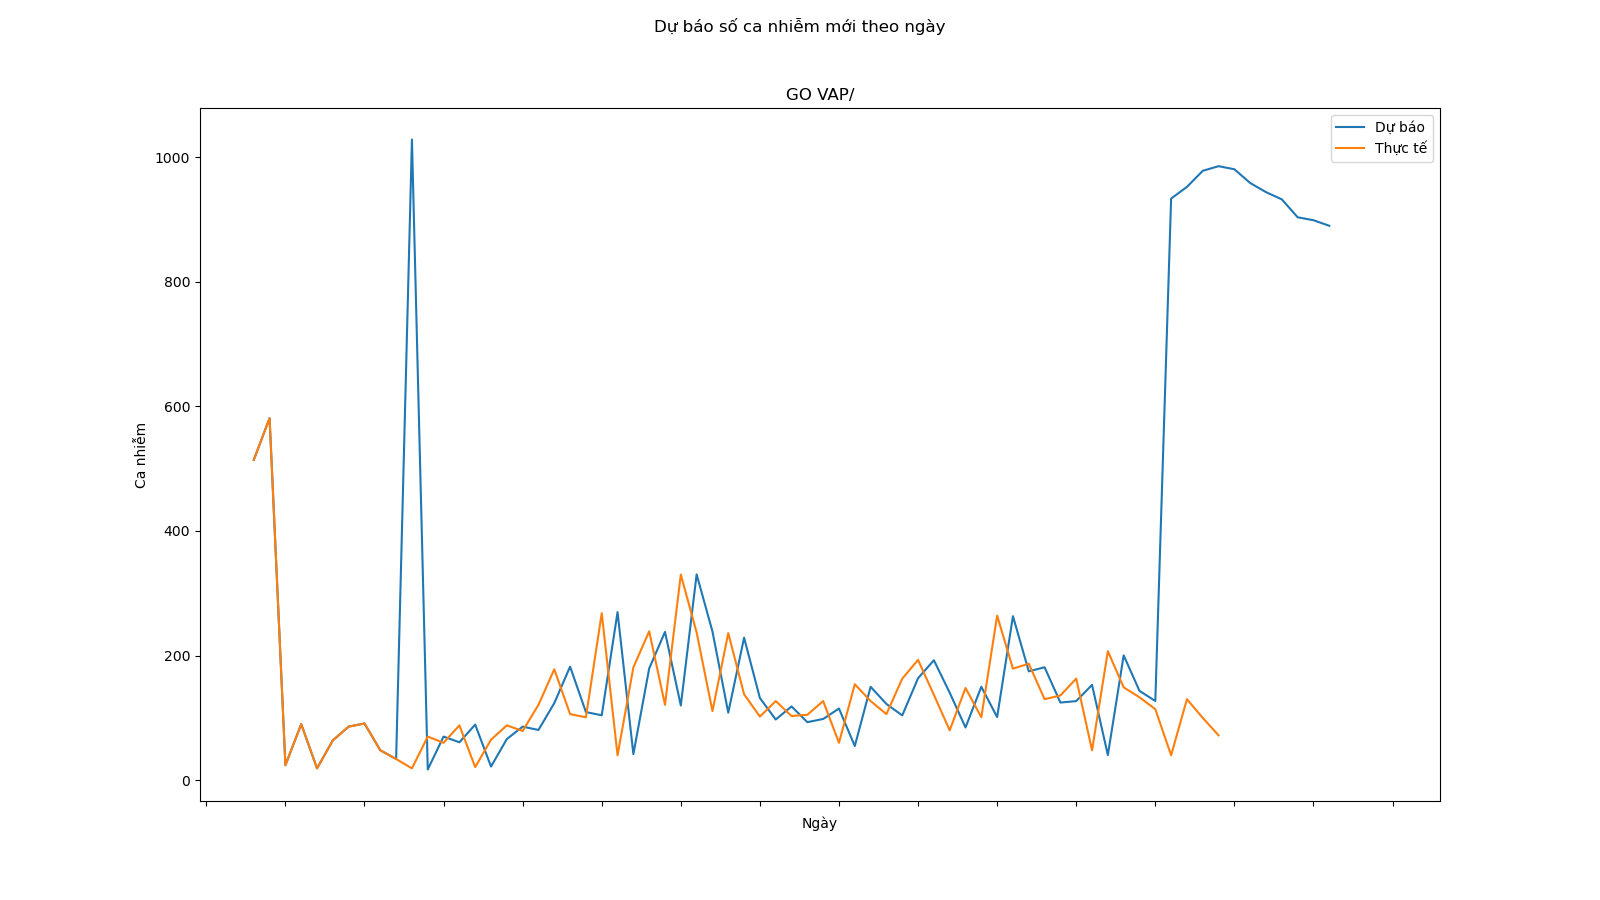 Dự báo số ca nhiễm mới theo ngày
GO VAP/
Dự báo
Thực tế
1000
800
600
400
200
0
Ca nhiễm
Ngày